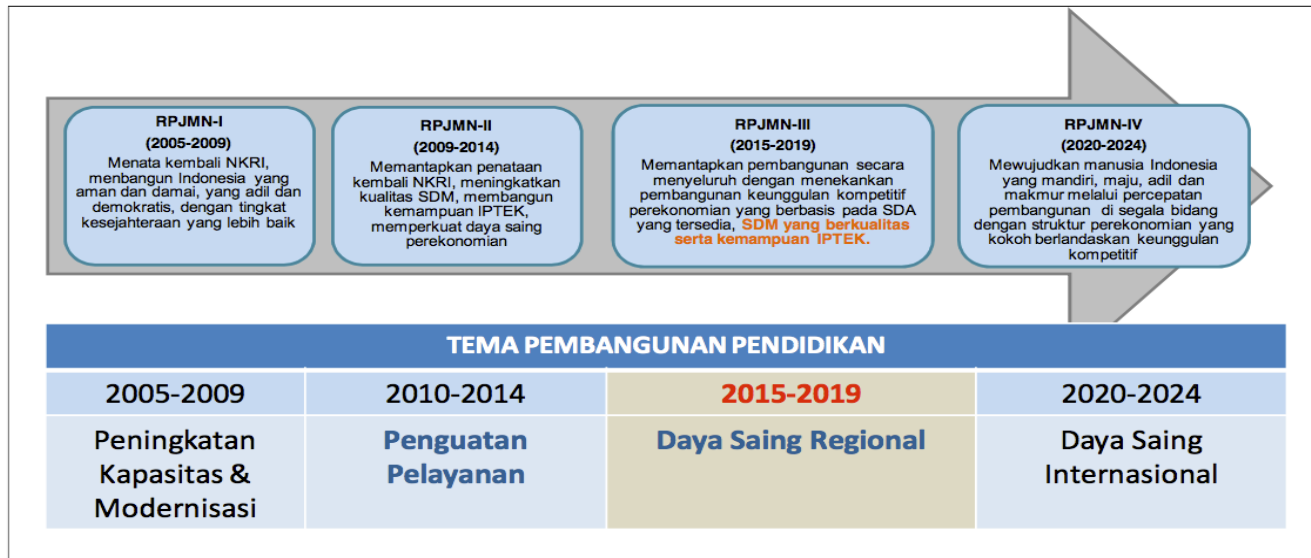 RPJMN-I
(2005-2009)
Menata kembali NKRI,
menbangun Indonesia yang
aman dan damai, yang adil dan
demokratis, dengan tingkat
kesejahteraan yang lebih baik
RPJMN-II
(2009-2014)
Memantapkan penataan
kembali NKRI, meningkatkan
kualitas SDM, membangun
kemampuan IPTEK,
memperkuat daya saing
perekonomian
RPJMN-III
(2015-2019)
Memantapkan pembangunan secara
menyeluruh dengan menekankan
pembangunan keunggulan kompetitif
perekonomian yang berbasis pada SDA
yang tersedia, SDM yang berkualitas
serta kemampuan IPTEK.
RPJMN-IV
(2020-2024)
Mewujudkan manusia Indonesia
yang mandiri, maju, adil dan
makmur melalui percepatan
pembangunan di segala bidang
dengan struktur perekonomian yang
kokoh berlandaskan keunggulan
kompetitif
TEMA PEMBANGUNAN PENDIDIKAN
2005-2009
2010-2014
2015-2019
2020-2024
Peningkatan
Kapasitas &
Modernisasi
Penguatan
Pelayanan
Daya Saing Regional
Daya Saing
Internasional